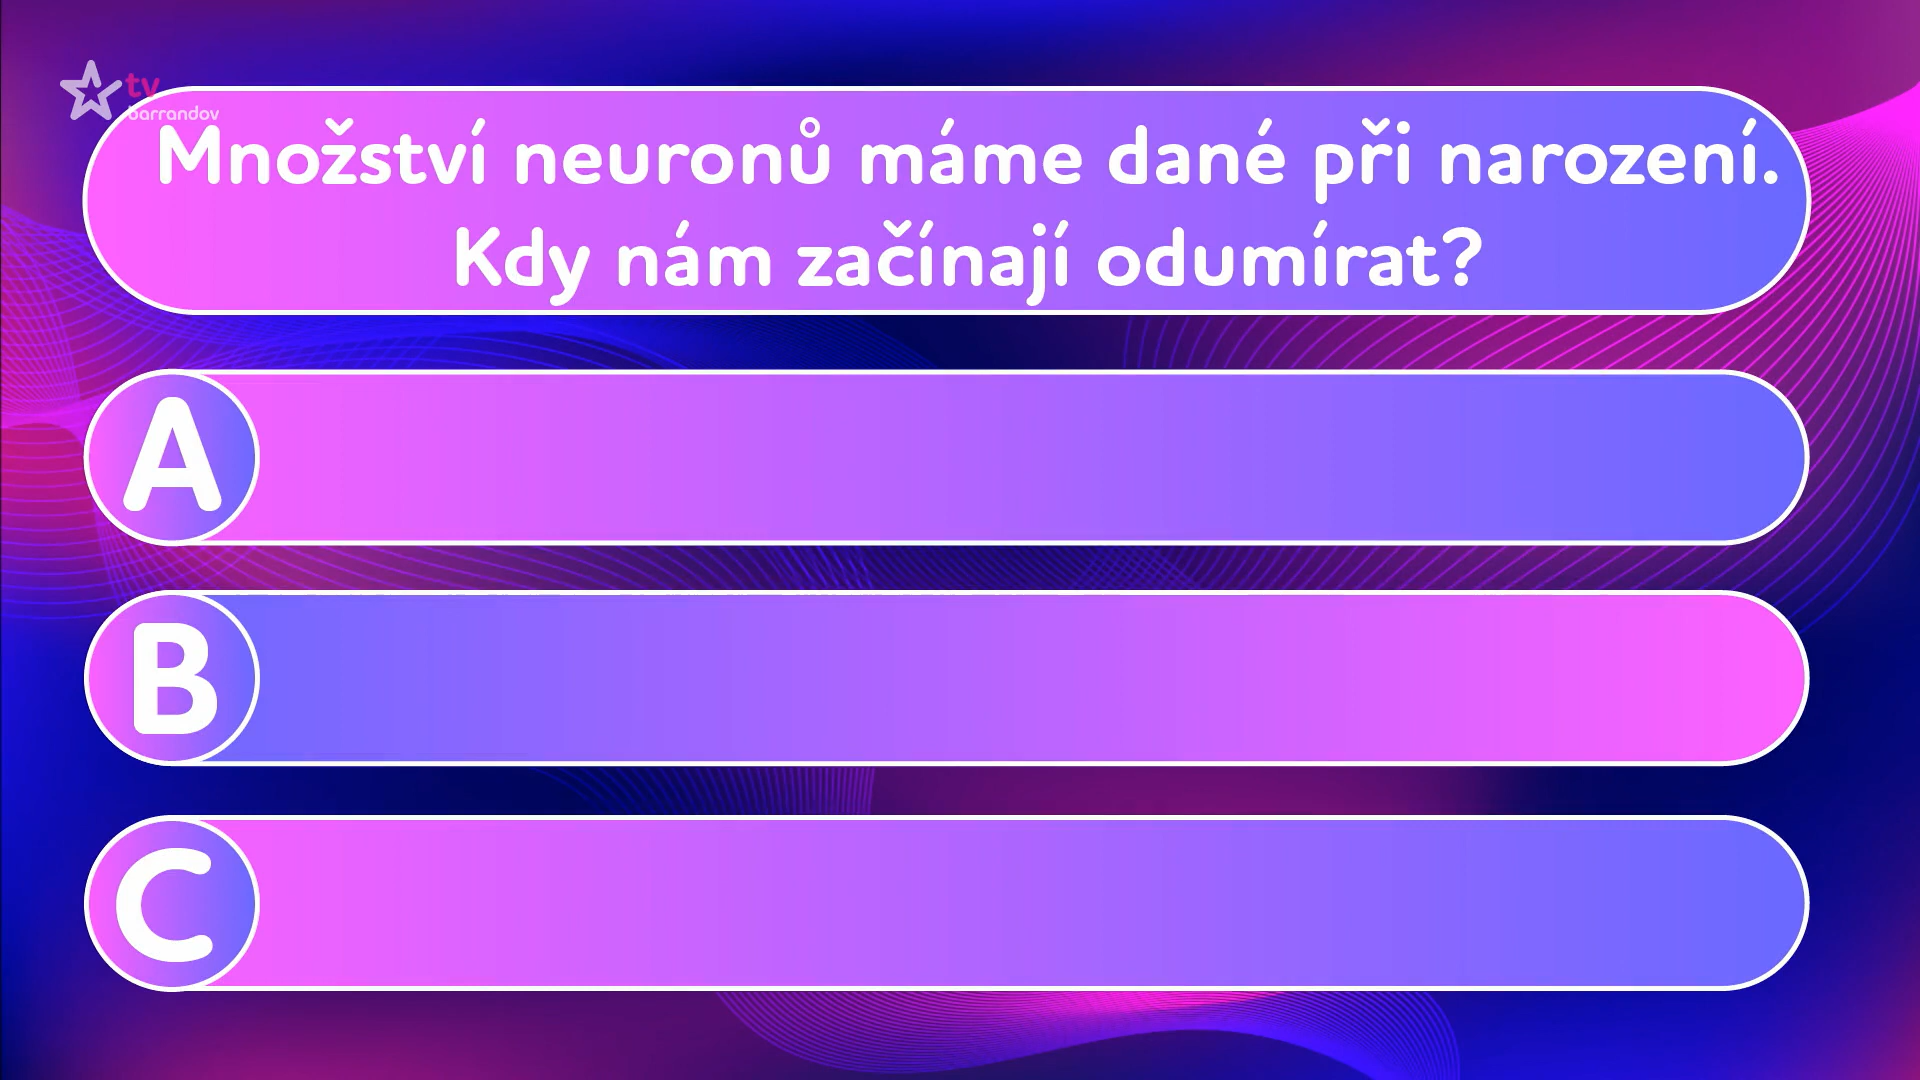 tv
barrandov
Množství neuronů máme dané při narození.
Kdy nám začínají odumírat?
A
B
C